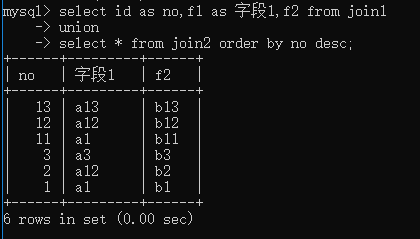 mysql> select id as no,f1 as 字段1,f2 from join1
    -> union
    -> select * from join2 order by no desc;
+------+-------+------+
| no   | 字段1 | f2   |
+------+-------+------+
|   13 | a13   | b13  |
|   12 | a12   | b12  |
|   11 | a1    | b11  |
|    3 | a3    | b3   |
|    2 | a12   | b2   |
|    1 | a1    | b1   |
+------+-------+------+
6 rows in set (0.00 sec)